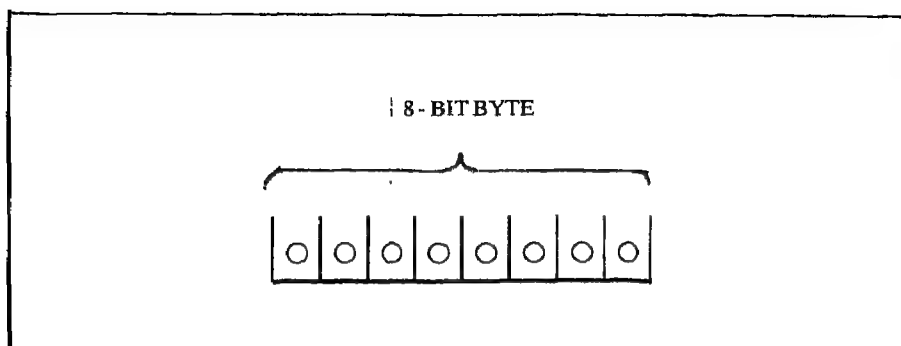 8 - BIT BYTE
○ ○ ○ ○ ○ ○ ○ ○